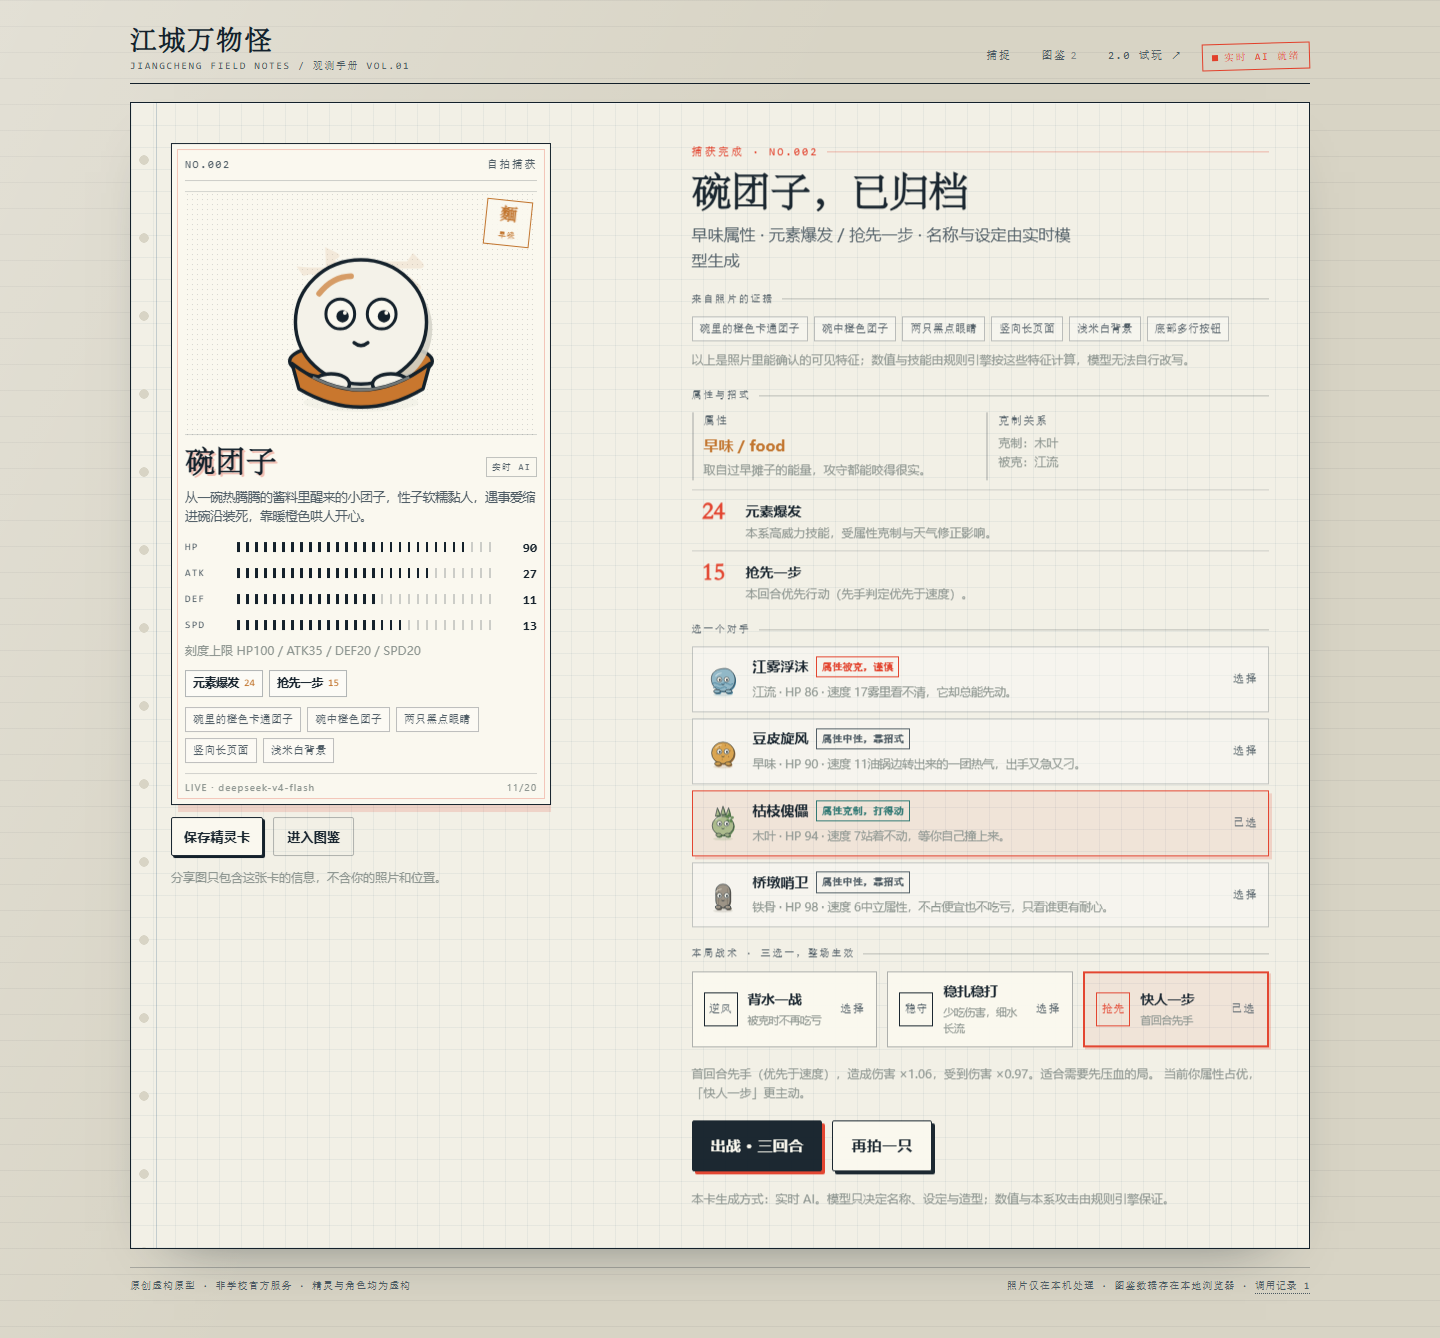 江城万物怪
JIANGCHENG FIELD NOTES / 观测手册 VOL.01
捕捉
图鉴 2
2.0 试玩 ↗
实时 AI 就绪
NO.002
自拍捕获
早味
碗团子
实时 AI
从一碗热腾腾的酱料里醒来的小团子，性子软糯黏人，遇事爱缩
进碗沿装死，靠暖橙色哄人开心。
HP 90
ATK 27
DEF 11
SPD 13
刻度上限 HP100 / ATK35 / DEF20 / SPD20
元素爆发 24
抢先一步 15
碗里的橙色卡通团子
碗中橙色团子
两只黑点眼睛
竖向长页面
浅米白背景
LIVE · deepseek-v4-flash
11/20
保存精灵卡
进入图鉴
分享图只包含这张卡的信息，不含你的照片和位置。
捕获完成 · NO.002
碗团子，已归档
早味属性 · 元素爆发 / 抢先一步 · 名称与设定由实时模
型生成
来自照片的证据
碗里的橙色卡通团子
碗中橙色团子
两只黑点眼睛
竖向长页面
浅米白背景
底部多行按钮
以上是照片里能确认的可见特征；数值与技能由规则引擎按这些特征计算，模型无法自行改写。
属性与招式
属性
早味 / food
取自过早摊子的能量，攻守都能咬得很实。
克制关系
克制：木叶
被克：江流
24 元素爆发
本系高威力技能，受属性克制与天气修正影响。
15 抢先一步
本回合优先行动（先手判定优先于速度）。
选一个对手
江雾浮沫 属性被克，谨慎
江流 · HP 86 · 速度 17雾里看不清，它却总能先动。
选择
豆皮旋风 属性中性，靠招式
早味 · HP 90 · 速度 11油锅边转出来的一团热气，出手又急又刁。
选择
枯枝傀儡 属性克制，打得动
木叶 · HP 94 · 速度 7站着不动，等你自己撞上来。
已选
桥墩哨卫 属性中性，靠招式
铁骨 · HP 98 · 速度 6中立属性，不占便宜也不吃亏，只看谁更有耐心。
选择
本局战术 · 三选一，整场生效
逆风
背水一战
被克时不再吃亏
选择
稳守
稳扎稳打
少吃伤害，细水
长流
选择
抢先
快人一步
首回合先手
已选
首回合先手（优先于速度），造成伤害 ×1.06，受到伤害 ×0.97。适合需要先压血的局。 当前你属性占优，
「快人一步」更主动。
出战 · 三回合
再拍一只
本卡生成方式：实时 AI。模型只决定名称、设定与造型；数值与本系攻击由规则引擎保证。
原创虚构原型 · 非学校官方服务 · 精灵与角色均为虚构
照片仅在本机处理 · 图鉴数据存在本地浏览器 · 调用记录 1